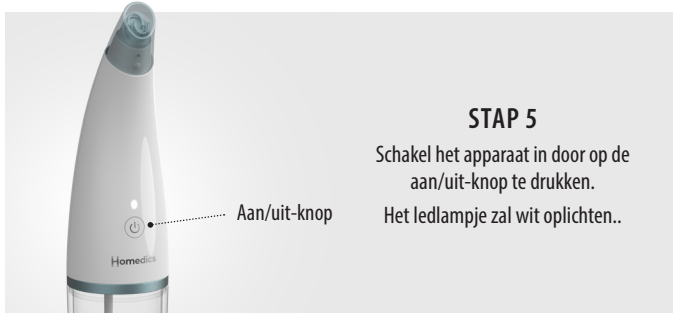 STAP 5
Schakel het apparaat in door op de
aan/uit-knop te drukken.
Aan/uit-knop
Het ledlampje zal wit oplichten..
Homedics